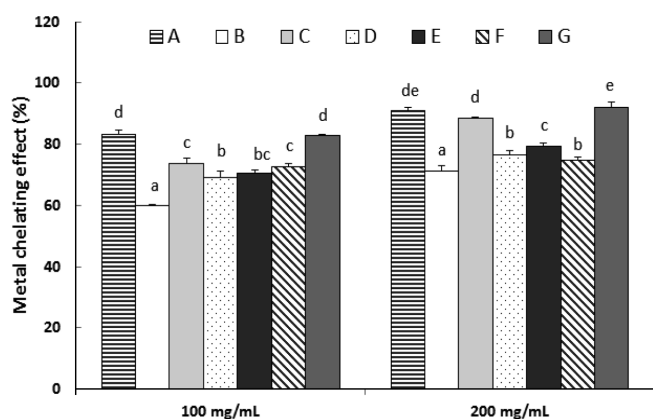 A B C D E F G
Metal chelating effect (%)
120
100
80
60
40
20
0
d a c b bc c d
de a d b c b e
100 mg/mL 200 mg/mL